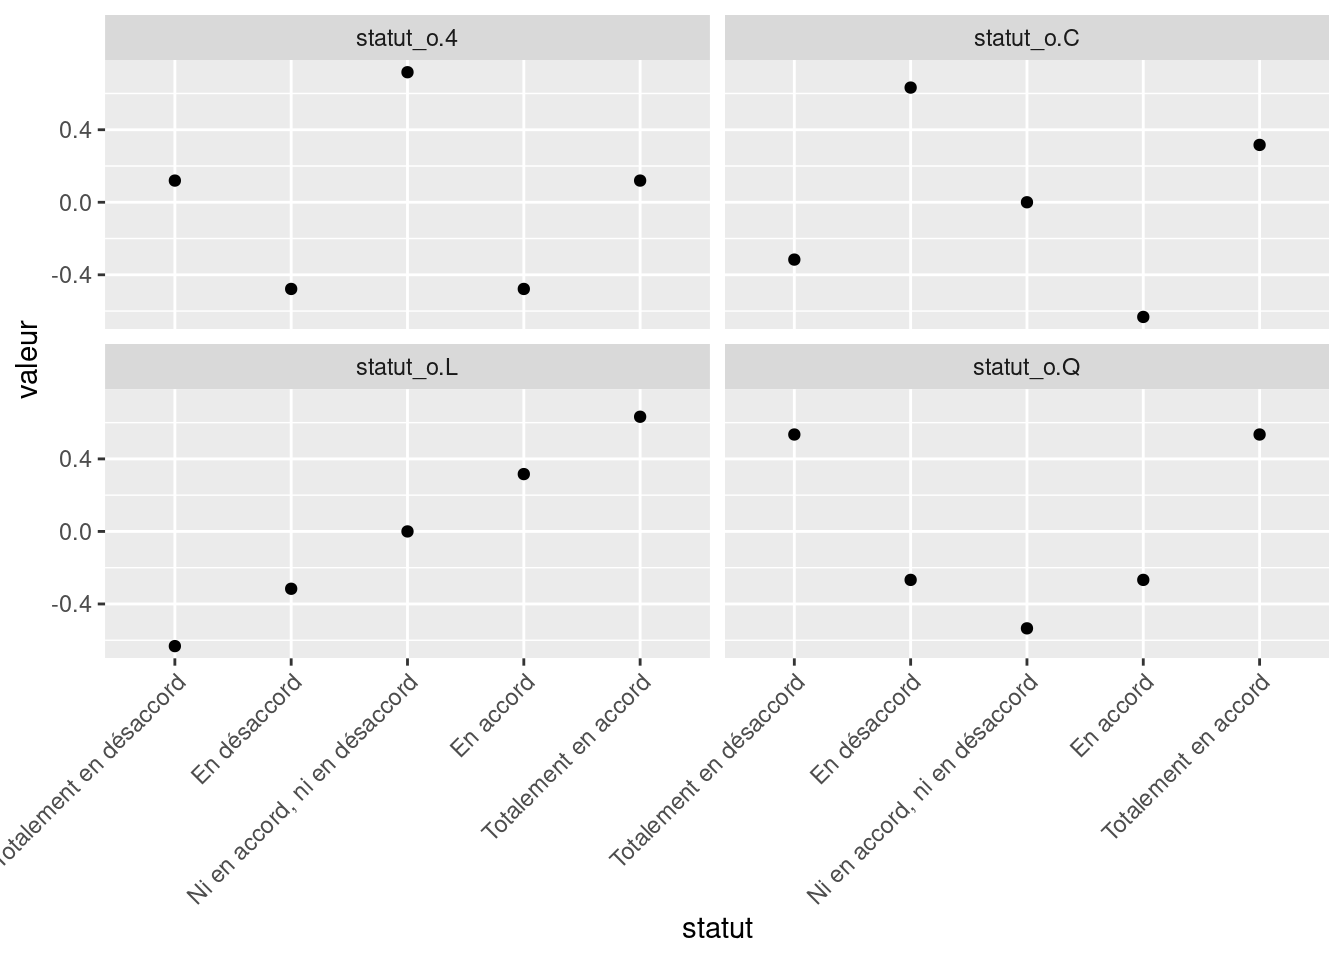 statut_o.4
statut_o.C
0.4
0.0
-0.4
statut_o.L
statut_o.Q
0.4
0.0
-0.4
valeur
Totalement en désaccord
En désaccord
Ni en accord, ni en désaccord
En accord
Totalement en accord
Totalement en désaccord
En désaccord
Ni en accord, ni en désaccord
En accord
Totalement en accord
statut